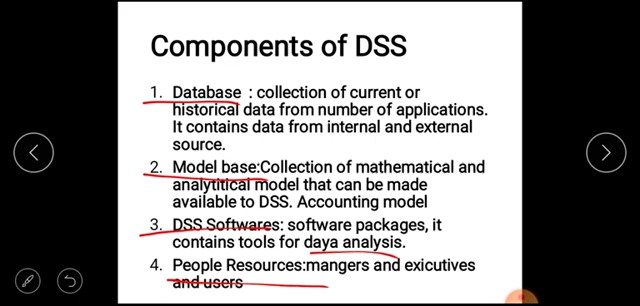 Components of DSS
1. Database : collection of current or
historical data from number of applications.
It contains data from internal and external
source.
2. Model base:Collection of mathematical and
analytitical model that can be made
available to DSS. Accounting model
3. DSS Softwares: software packages, it
contains tools for daya analysis.
4. People Resources:mangers and exicutives
and users